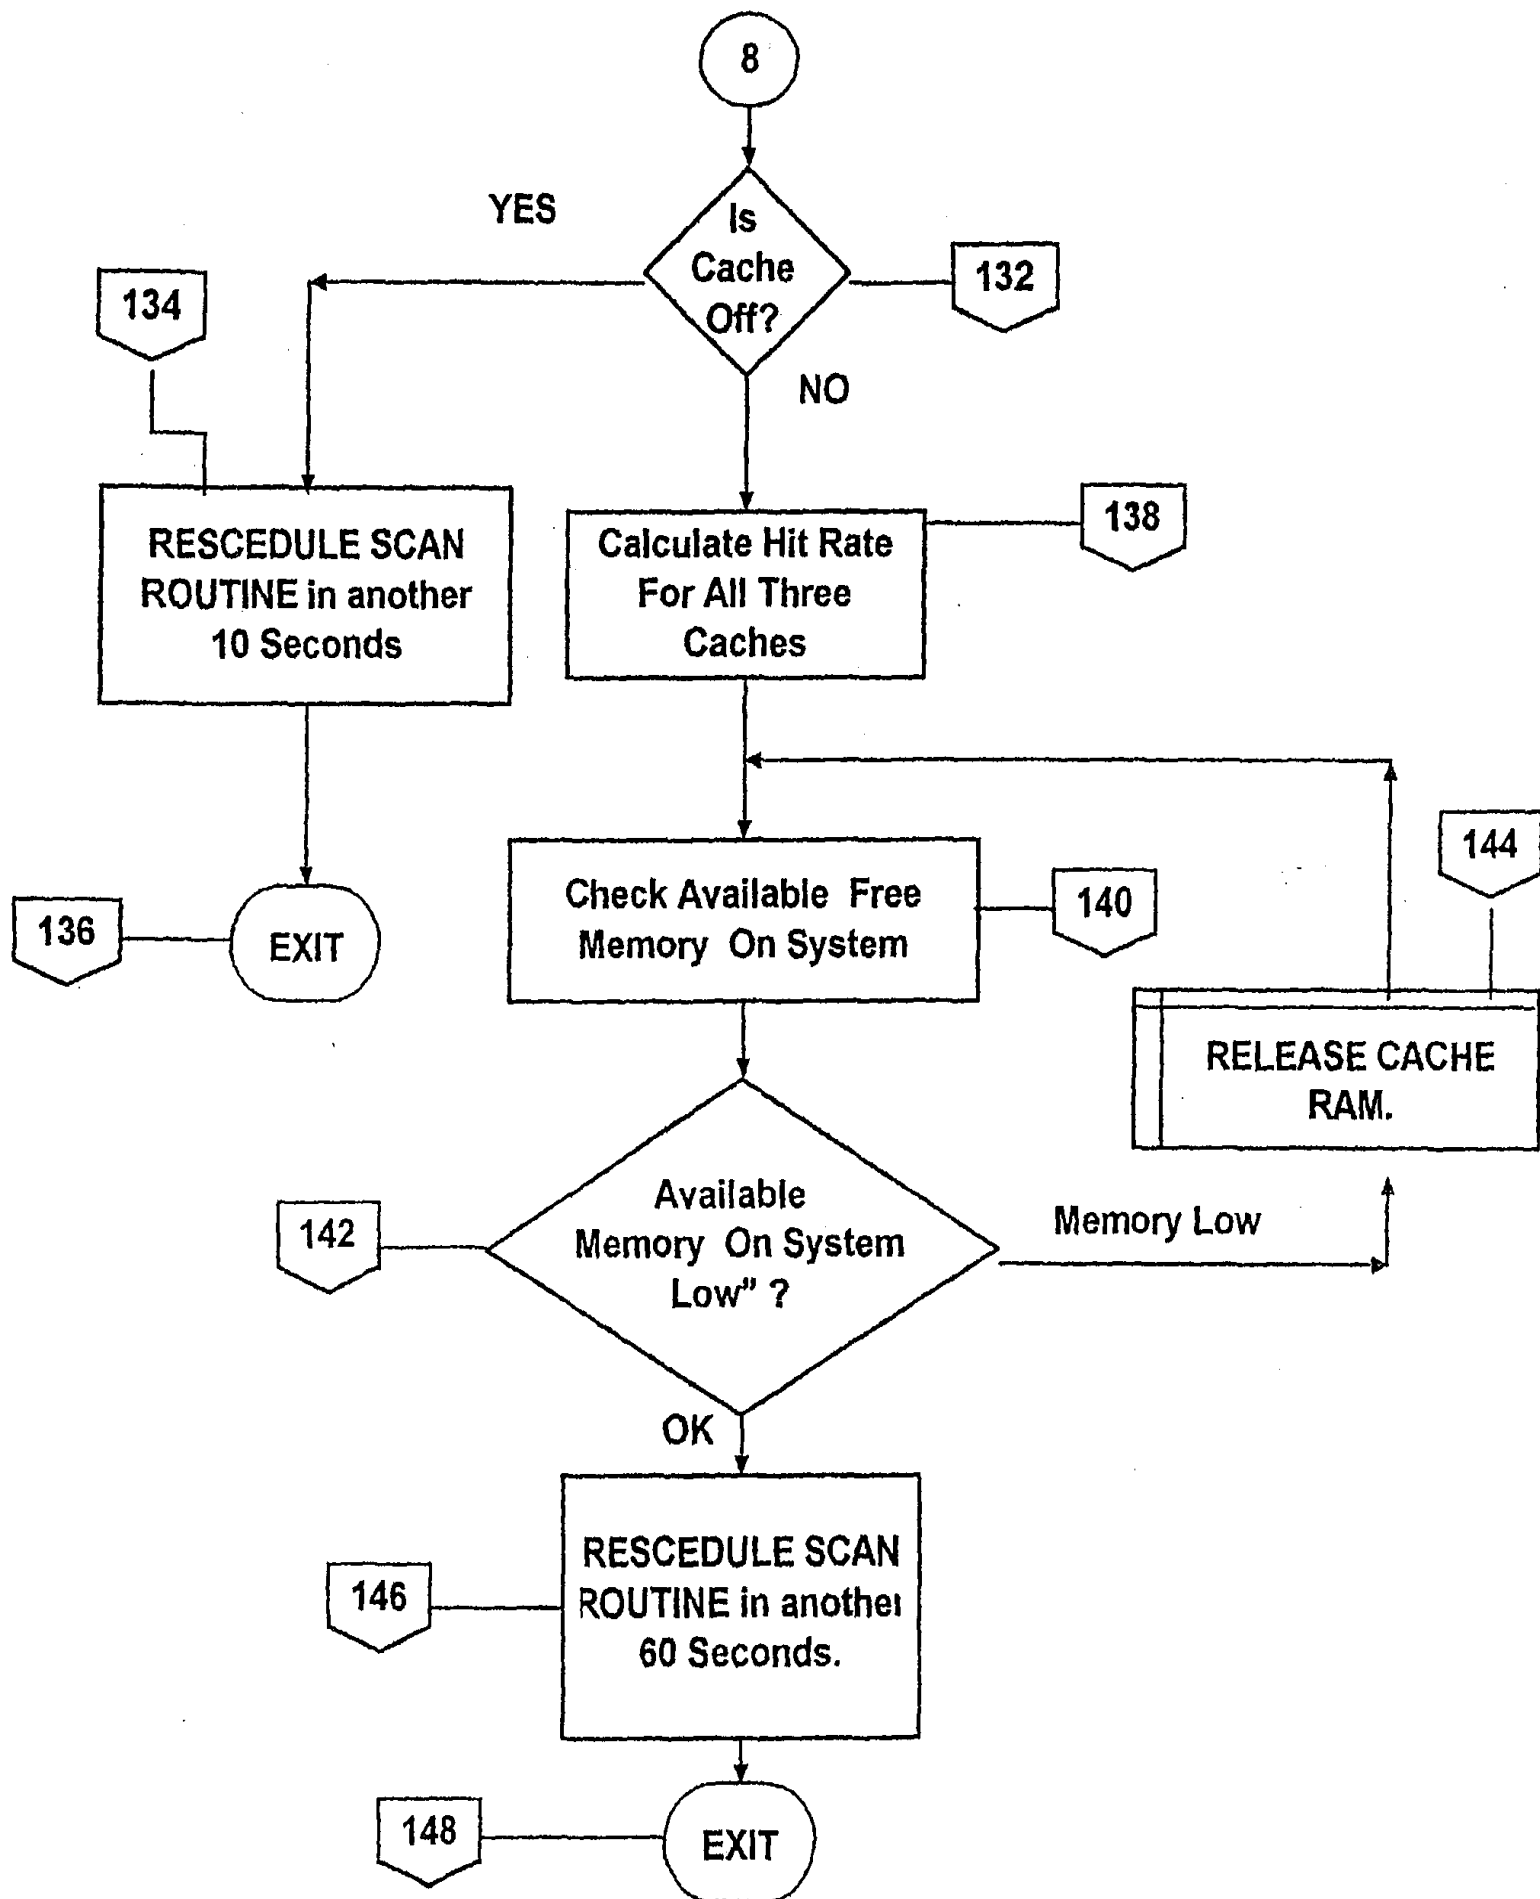 8
YES
Is
Cache
Off?
132
134
NO
RESCEDULE SCAN
ROUTINE in another
10 Seconds
Calculate Hit Rate
For All Three
Caches
138
144
Check Available Free
Memory On System
140
136
EXIT
RELEASE CACHE
RAM.
142
Available
Memory On System
Low" ?
Memory Low
OK
146
RESCEDULE SCAN
ROUTINE in another
60 Seconds.
148
EXIT